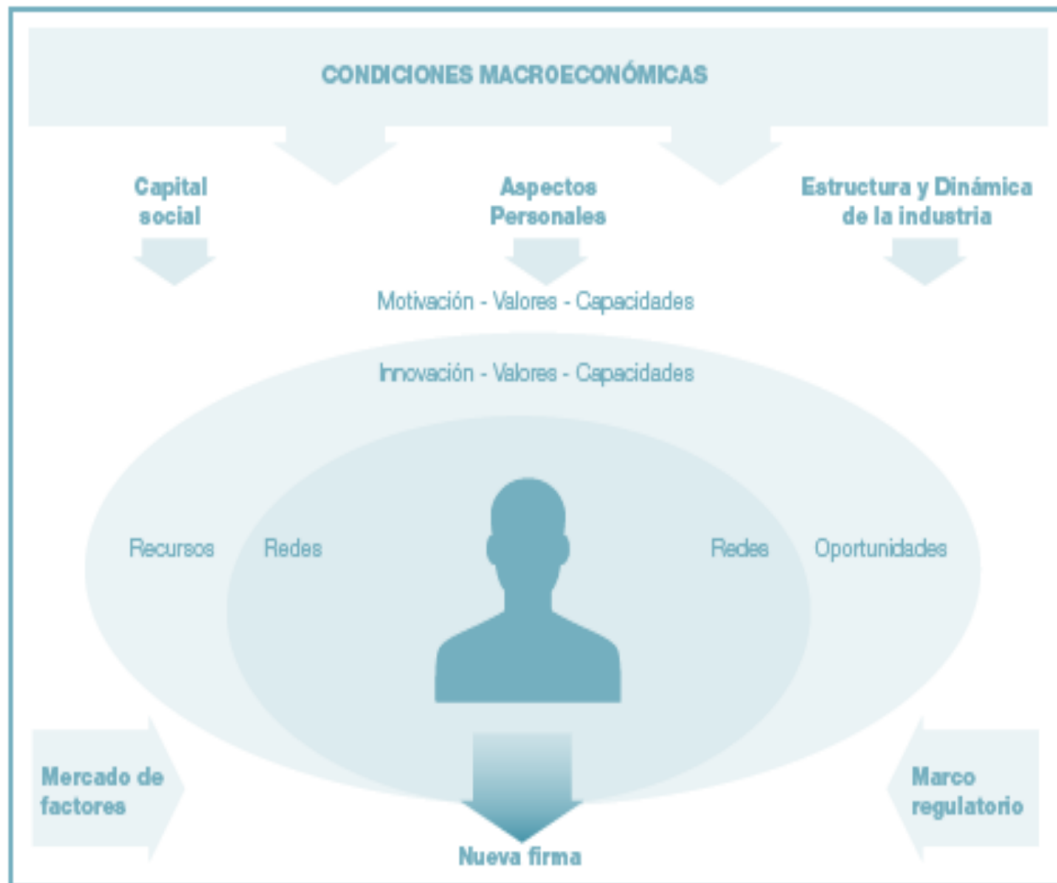 CONDICIONES MACROECONÓMICAS
Capital
social
Aspectos
Personales
Estructura y Dinámica
de la industria
Motivación - Valores - Capacidades
Innovación - Valores - Capacidades
Recursos
Redes
Redes
Oportunidades
Mercado de
factores
Marco
regulatorio
Nueva firma